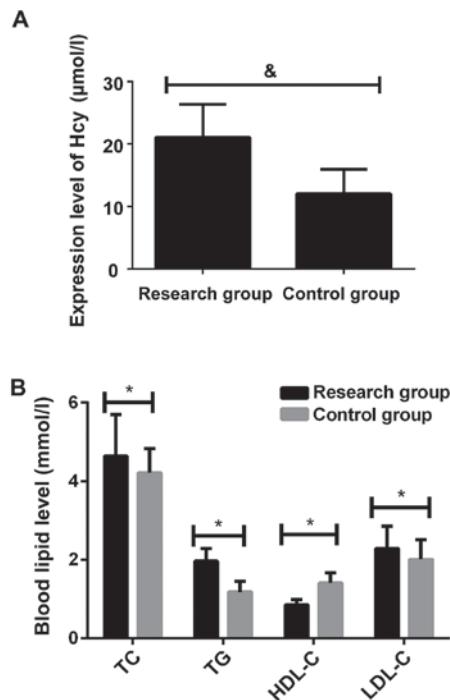 A
&
Expression level of Hcy (μmol/l)
30
20
10
0
Research group
Control group
B
Research group
Control group
Blood lipid level (mmol/l)
6
4
2
0
*
*
*
*
TC
TG
HDL-C
LDL-C